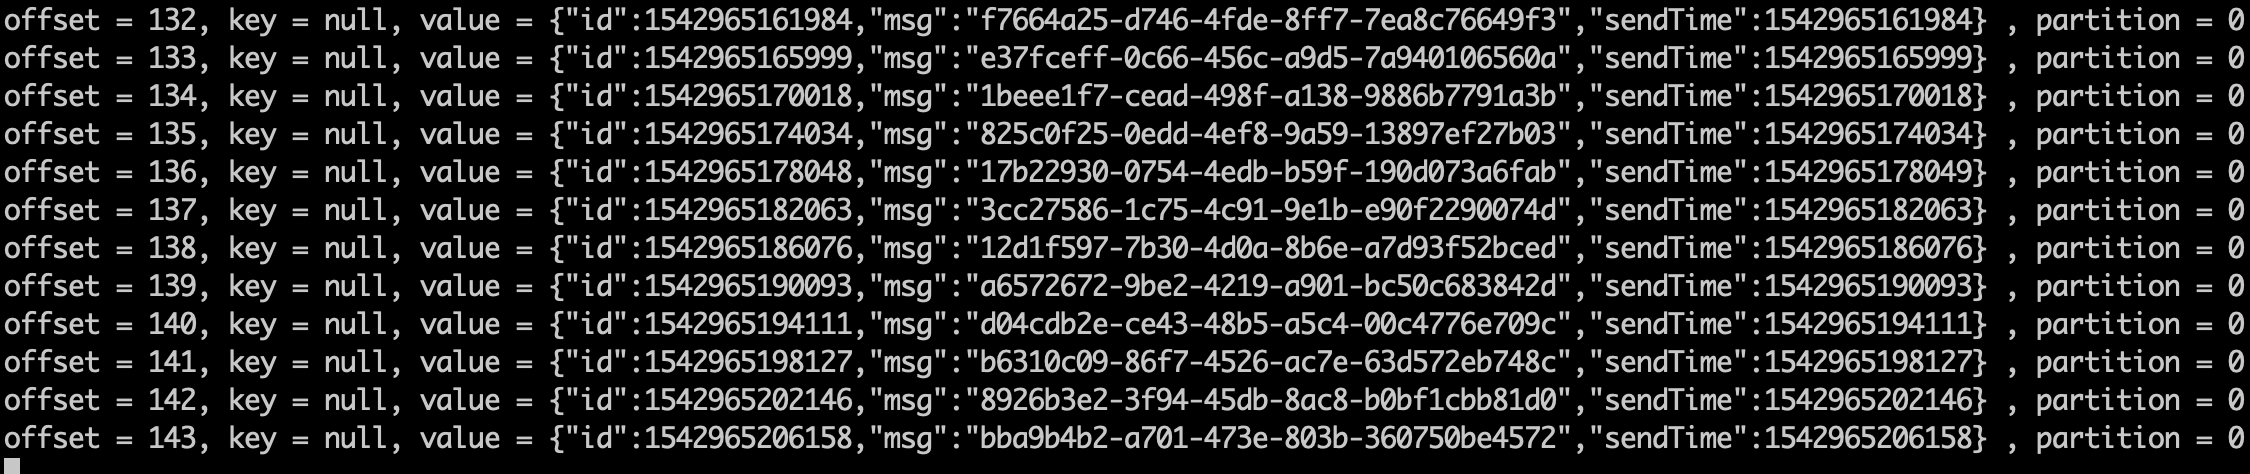 offset = 132, key = null, value = {"id":1542965161984,"msg":"f7664a25-d746-4fde-8ff7-7ea8c76649f3","sendTime":1542965161984} , partition = 0
offset = 133, key = null, value = {"id":1542965165999,"msg":"e37fceff-0c66-456c-a9d5-7a940106560a","sendTime":1542965165999} , partition = 0
offset = 134, key = null, value = {"id":1542965170018,"msg":"1beee1f7-cead-498f-a138-9886b7791a3b","sendTime":1542965170018} , partition = 0
offset = 135, key = null, value = {"id":1542965174034,"msg":"825c0f25-0edd-4ef8-9a59-13897ef27b03","sendTime":1542965174034} , partition = 0
offset = 136, key = null, value = {"id":1542965178048,"msg":"17b22930-0754-4edb-b59f-190d073a6fab","sendTime":1542965178049} , partition = 0
offset = 137, key = null, value = {"id":1542965182063,"msg":"3cc27586-1c75-4c91-9e1b-e90f2290074d","sendTime":1542965182063} , partition = 0
offset = 138, key = null, value = {"id":1542965186076,"msg":"12d1f597-7b30-4d0a-8b6e-a7d93f52bced","sendTime":1542965186076} , partition = 0
offset = 139, key = null, value = {"id":1542965190093,"msg":"a6572672-9be2-4219-a901-bc50c683842d","sendTime":1542965190093} , partition = 0
offset = 140, key = null, value = {"id":1542965194111,"msg":"d04cdb2e-ce43-48b5-a5c4-00c4776e709c","sendTime":1542965194111} , partition = 0
offset = 141, key = null, value = {"id":1542965198127,"msg":"b6310c09-86f7-4526-ac7e-63d572eb748c","sendTime":1542965198127} , partition = 0
offset = 142, key = null, value = {"id":1542965202146,"msg":"8926b3e2-3f94-45db-8ac8-b0bf1cbb81d0","sendTime":1542965202146} , partition = 0
offset = 143, key = null, value = {"id":1542965206158,"msg":"bba9b4b2-a701-473e-803b-360750be4572","sendTime":1542965206158} , partition = 0